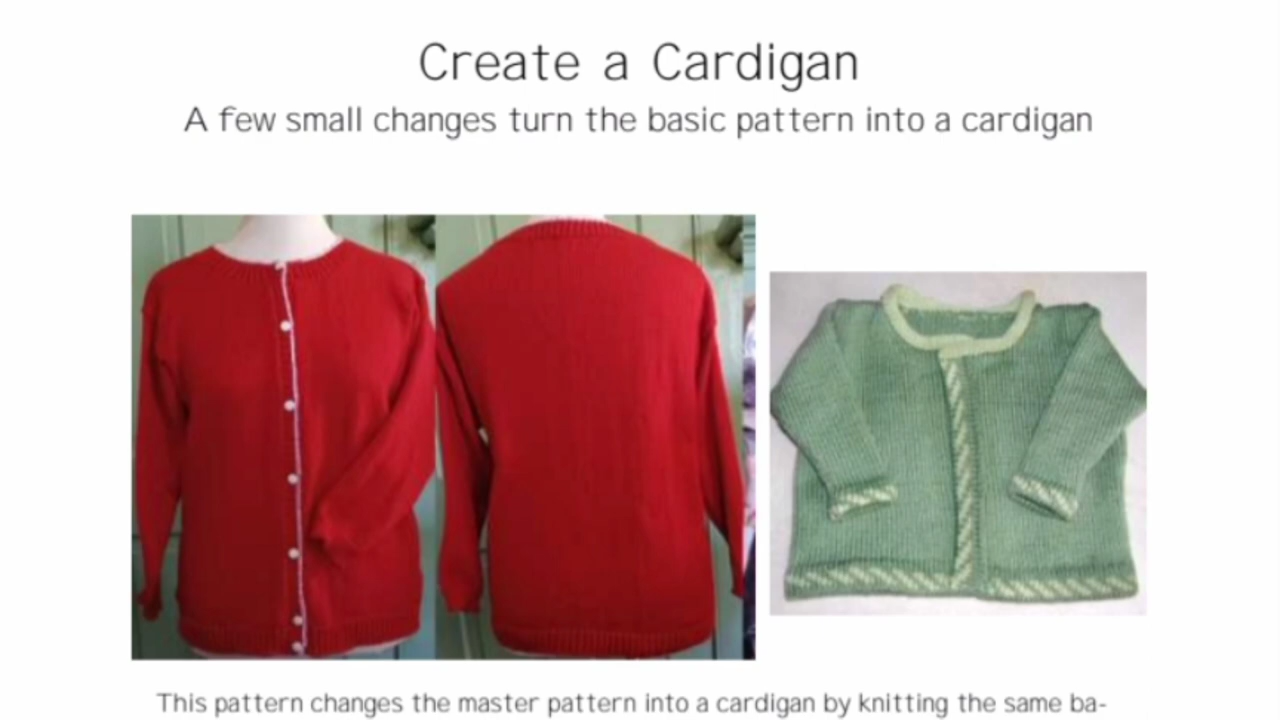 Create a Cardigan
A few small changes turn the basic pattern into a cardigan
This pattern changes the master pattern into a cardigan by knitting the same ba-